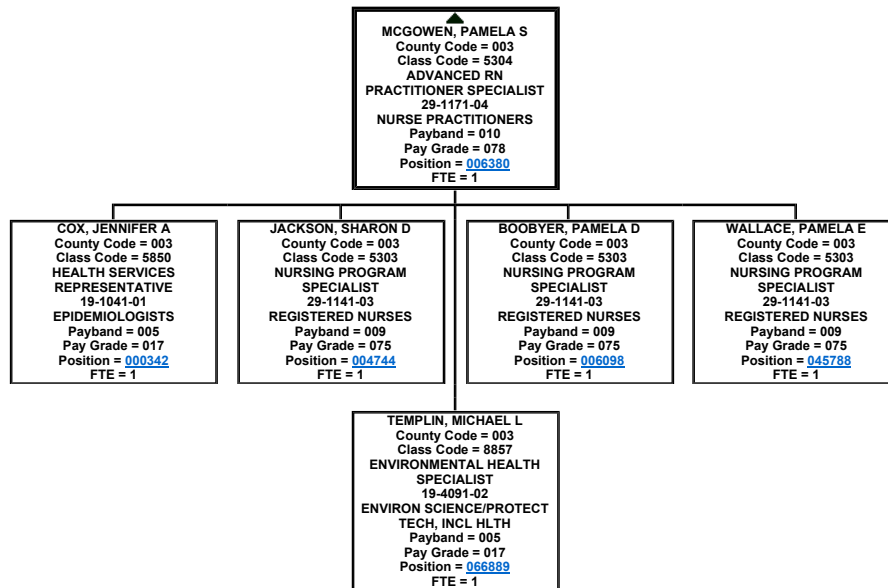 MCGOWEN, PAMELA S
County Code = 003
Class Code = 5304
ADVANCED RN
PRACTITIONER SPECIALIST
29-1171-04
NURSE PRACTITIONERS
Payband = 010
Pay Grade = 078
Position = 006380
FTE = 1
COX, JENNIFER A
County Code = 003
Class Code = 5850
HEALTH SERVICES
REPRESENTATIVE
19-1041-01
EPIDEMIOLOGISTS
Payband = 005
Pay Grade = 017
Position = 000342
FTE = 1
JACKSON, SHARON D
County Code = 003
Class Code = 5303
NURSING PROGRAM
SPECIALIST
29-1141-03
REGISTERED NURSES
Payband = 009
Pay Grade = 075
Position = 004744
FTE = 1
BOOBYER, PAMELA D
County Code = 003
Class Code = 5303
NURSING PROGRAM
SPECIALIST
29-1141-03
REGISTERED NURSES
Payband = 009
Pay Grade = 075
Position = 006098
FTE = 1
WALLACE, PAMELA E
County Code = 003
Class Code = 5303
NURSING PROGRAM
SPECIALIST
29-1141-03
REGISTERED NURSES
Payband = 009
Pay Grade = 075
Position = 045788
FTE = 1
TEMPLIN, MICHAEL L
County Code = 003
Class Code = 8857
ENVIRONMENTAL HEALTH
SPECIALIST
19-4091-02
ENVIRON SCIENCE/PROTECT
TECH, INCL HLTH
Payband = 005
Pay Grade = 017
Position = 066889
FTE = 1